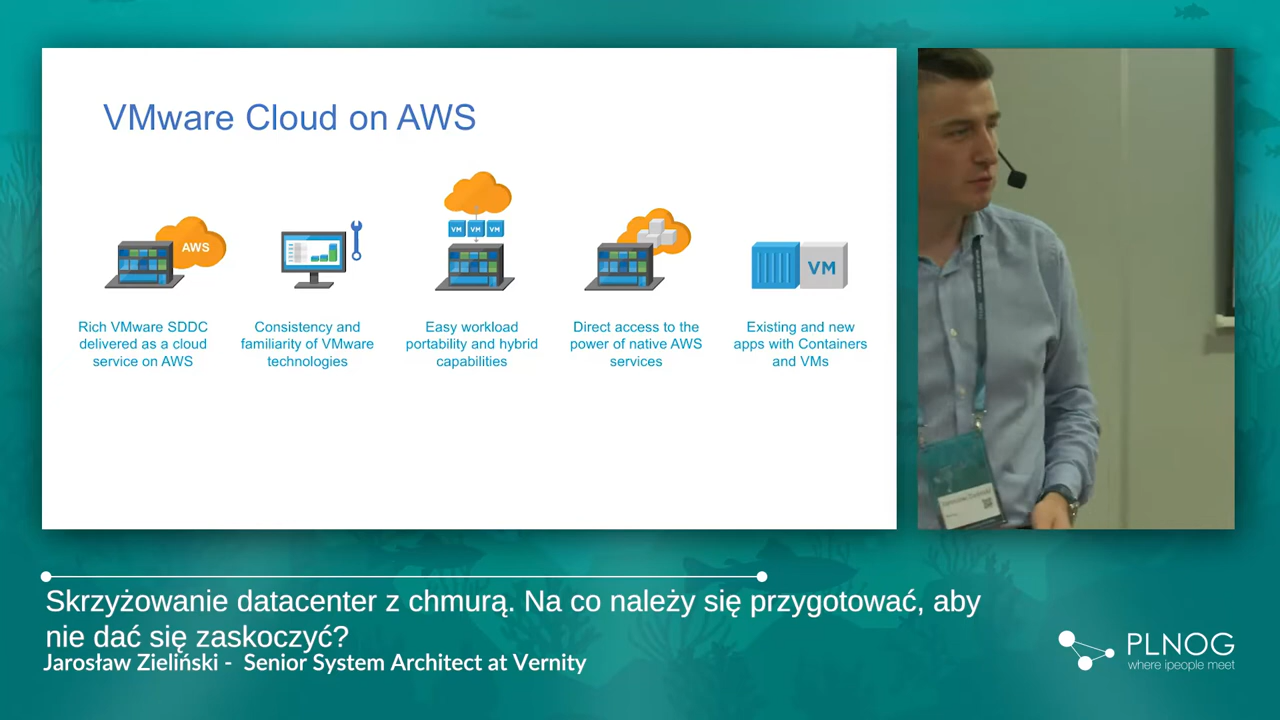 VMware Cloud on AWS
AWS
VM VM VM
VM
Rich VMware SDDC
delivered as a cloud
service on AWS
Consistency and
familiarity of VMware
technologies
Easy workload
portability and hybrid
capabilities
Direct access to the
power of native AWS
services
Existing and new
apps with Containers
and VMs
Skrzyżowanie datacenter z chmurą. Na co należy się przygotować, aby
nie dać się zaskoczyć?
Jarosław Zieliński - Senior System Architect at Vernity
PLNOG
where ipeople meet